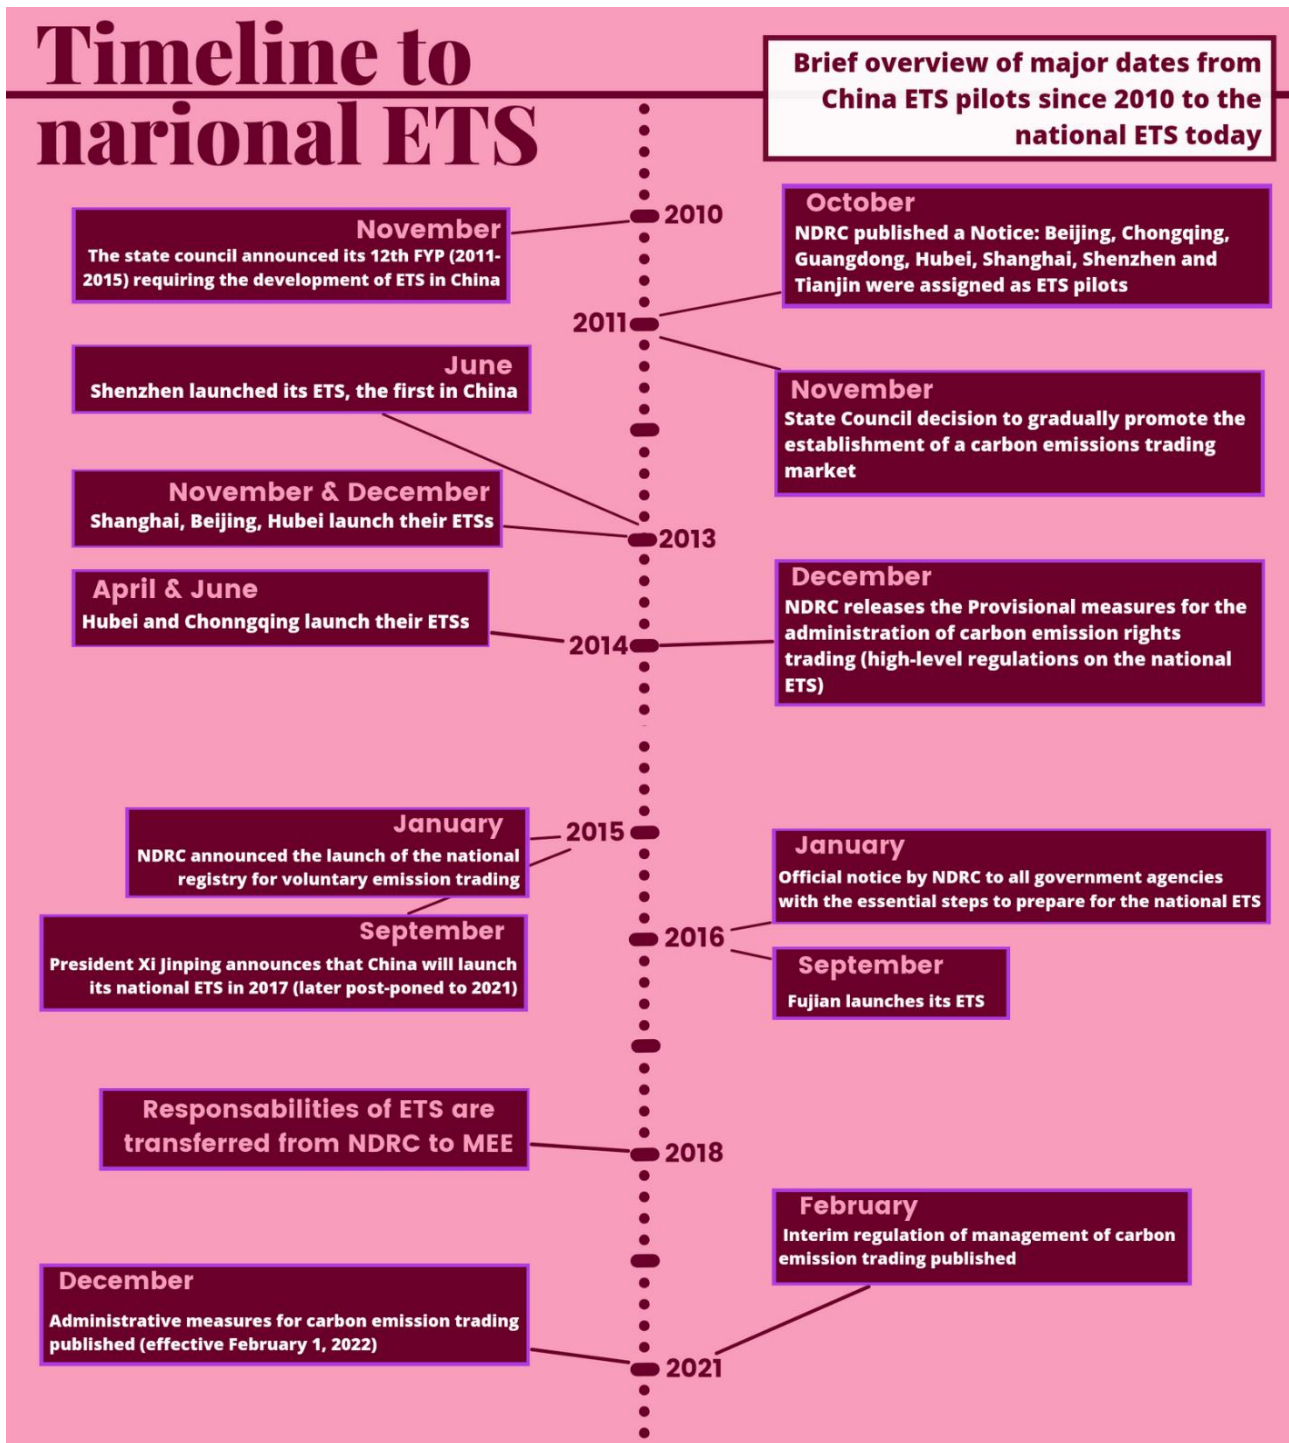 Timeline to
narional ETS
Brief overview of major dates from
China ETS pilots since 2010 to the
national ETS today
2010
November
The state council announced its 12th FYP (2011-
2015) requiring the development of ETS in China
October
NDRC published a Notice: Beijing, Chongqing,
Guangdong, Hubei, Shanghai, Shenzhen and
Tianjin were assigned as ETS pilots
2011
November
State Council decision to gradually promote the
establishment of a carbon emissions trading
market
June
Shenzhen launched its ETS, the first in China
November & December
Shanghai, Beijing, Hubei launch their ETSs
2013
April & June
Hubei and Chonngqing launch their ETSs
2014
December
NDRC releases the Provisional measures for the
administration of carbon emission rights
trading (high-level regulations on the national
ETS)
January
NDRC announced the launch of the national
registry for voluntary emission trading
2015
September
President Xi Jinping announces that China will launch
its national ETS in 2017 (later post-poned to 2021)
January
Official notice by NDRC to all government agencies
with the essential steps to prepare for the national ETS
2016
September
Fujian launches its ETS
Responsabilities of ETS are
transferred from NDRC to MEE
2018
February
Interim regulation of management of carbon
emission trading published
December
Administrative measures for carbon emission trading
published (effective February 1, 2022)
2021